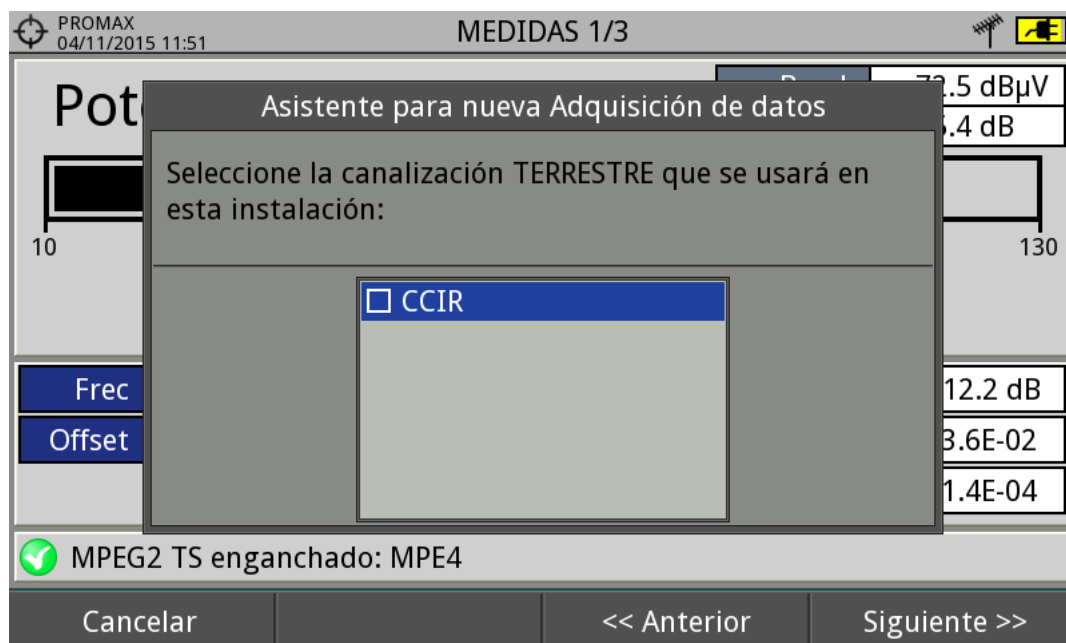 PROMAX
04/11/2015 11:51
MEDIDAS 1/3
Pot
.5 dBµV
.4 dB
10
130
Asistente para nueva Adquisición de datos
Seleccione la canalización TERRESTRE que se usará en
esta instalación:
CCIR
Frec
12.2 dB
Offset
3.6E-02
1.4E-04
MPEG2 TS enganchado: MPE4
Cancelar
<< Anterior
Siguiente >>